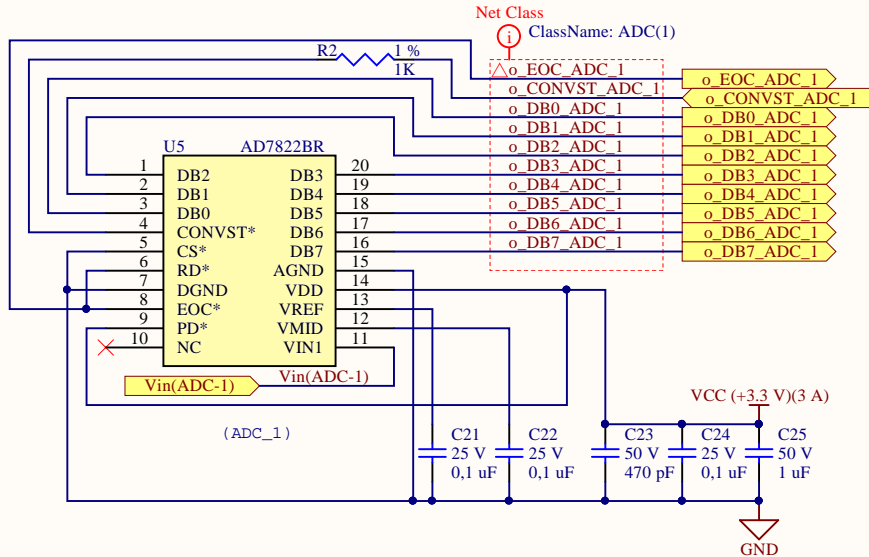 Net Class
ClassName: ADC(1)
R2 1 %
1K
o_EOC_ADC_1 o_EOC_ADC_1
o_CONVST_ADC_1 o_CONVST_ADC_1
o_DB0_ADC_1 o_DB0_ADC_1
o_DB1_ADC_1 o_DB1_ADC_1
o_DB2_ADC_1 o_DB2_ADC_1
o_DB3_ADC_1 o_DB3_ADC_1
o_DB4_ADC_1 o_DB4_ADC_1
o_DB5_ADC_1 o_DB5_ADC_1
o_DB6_ADC_1 o_DB6_ADC_1
o_DB7_ADC_1 o_DB7_ADC_1
U5 AD7822BR
1 DB2 DB3 20
2 DB1 DB4 19
3 DB0 DB5 18
4 CONVST* DB6 17
5 CS* DB7 16
6 RD* AGND 15
7 DGND VDD 14
8 EOC* VREF 13
9 PD* VMID 12
10 NC VIN1 11
Vin(ADC-1) Vin(ADC-1)
(ADC_1)
VCC (+3.3 V)(3 A)
C21 C22 C23 C24 C25
25 V 25 V 50 V 25 V 50 V
0,1 uF 0,1 uF 470 pF 0,1 uF 1 uF
GND